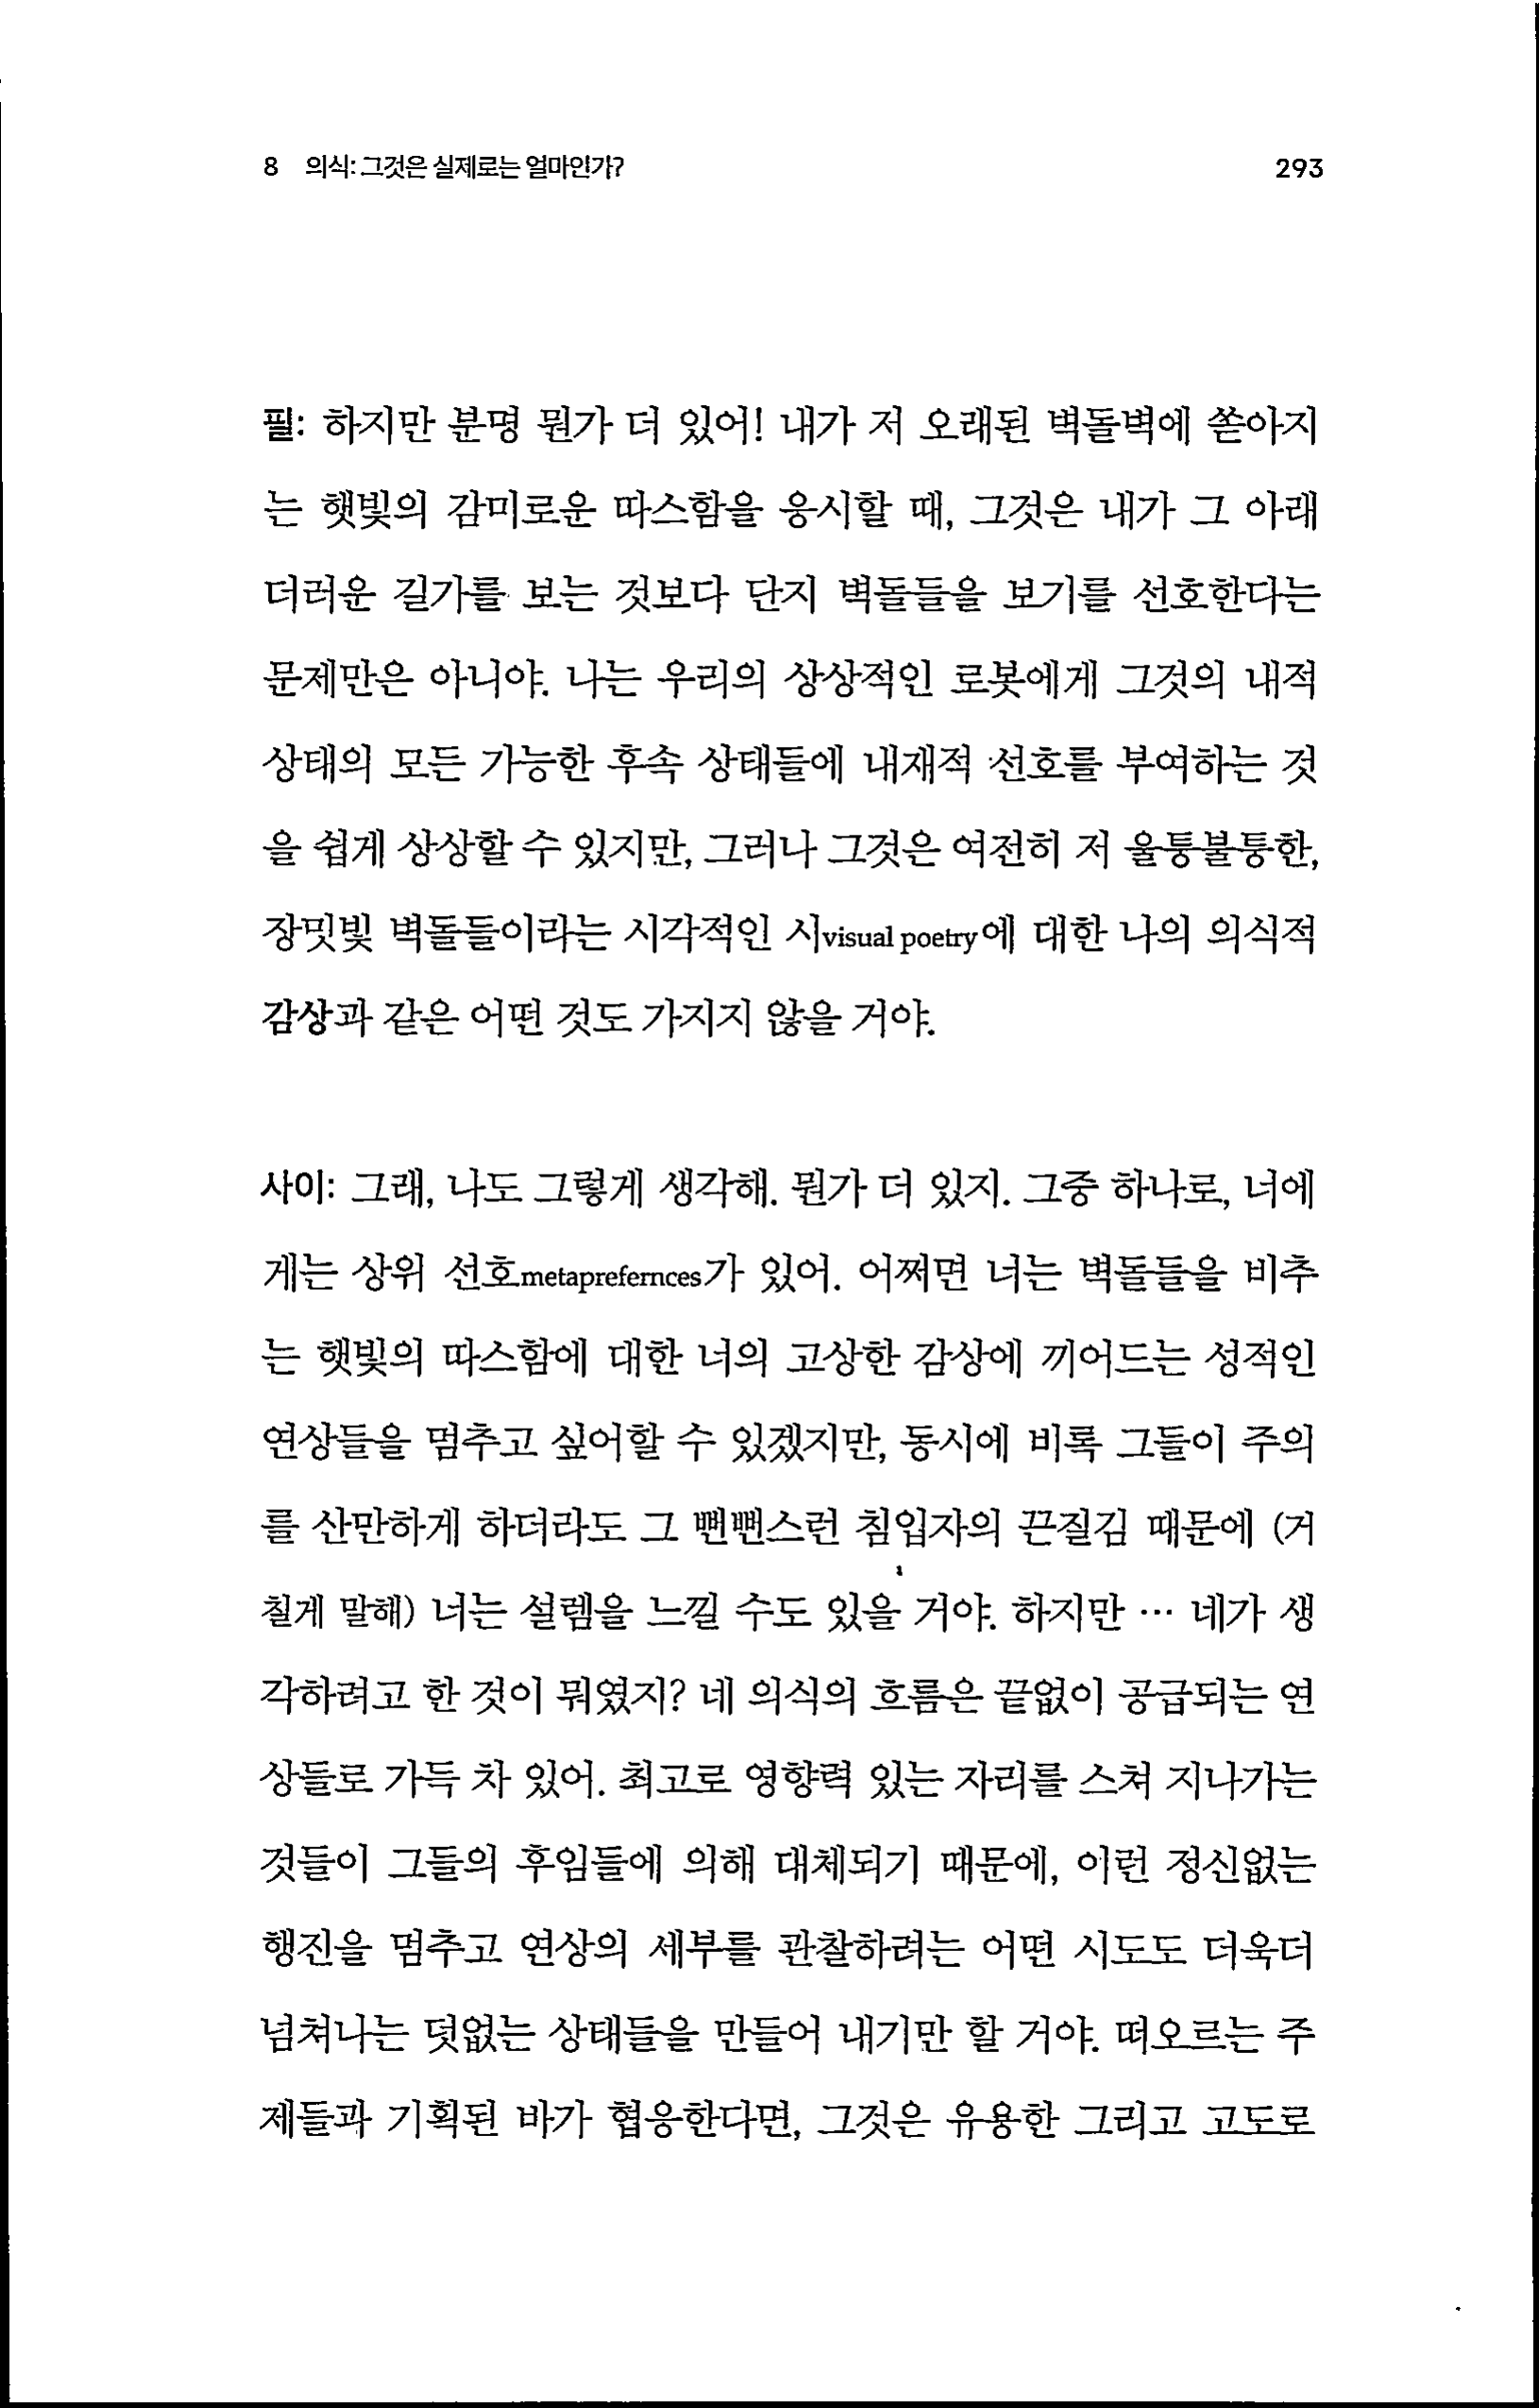 8 의식: 그것은 실제로는 얼마인가?
293
필: 하지만 분명 뭔가 더 있어! 내가 저 오래된 벽돌벽에 쏟아지
는 햇빛의 감미로운 따스함을 응시할 때, 그것은 내가 그 아래
더러운 길가를 보는 것보다 단지 벽돌들을 보기를 선호한다는
문제만은 아니야. 나는 우리의 상상적인 로봇에게 그것의 내적
상태의 모든 가능한 후속 상태들에 내재적 선호를 부여하는 것
을 쉽게 상상할 수 있지만, 그러나 그것은 여전히 저 울퉁불퉁한,
장밋빛 벽돌들이라는 시각적인 시visual poetry에 대한 나의 의식적
감상과 같은 어떤 것도 가지지 않을 거야.
사이: 그래, 나도 그렇게 생각해. 뭔가 더 있지. 그중 하나로, 너에
게는 상위 선호metaprefernces가 있어. 어쩌면 너는 벽돌들을 비추
는 햇빛의 따스함에 대한 너의 고상한 감상에 끼어드는 성적인
연상들을 멈추고 싶어할 수 있겠지만, 동시에 비록 그들이 주의
를 산만하게 하더라도 그 뻔뻔스런 침입자의 끈질김 때문에 (거
칠게 말해) 너는 설렘을 느낄 수도 있을 거야. 하지만 … 네가 생
각하려고 한 것이 뭐였지? 네 의식의 흐름은 끝없이 공급되는 연
상들로 가득 차 있어. 최고로 영향력 있는 자리를 스쳐 지나가는
것들이 그들의 후임들에 의해 대체되기 때문에, 이런 정신없는
행진을 멈추고 연상의 세부를 관찰하려는 어떤 시도도 더욱더
넘쳐나는 덧없는 상태들을 만들어 내기만 할 거야. 떠오르는 주
제들과 기획된 바가 협응한다면, 그것은 유용한 그리고 고도로